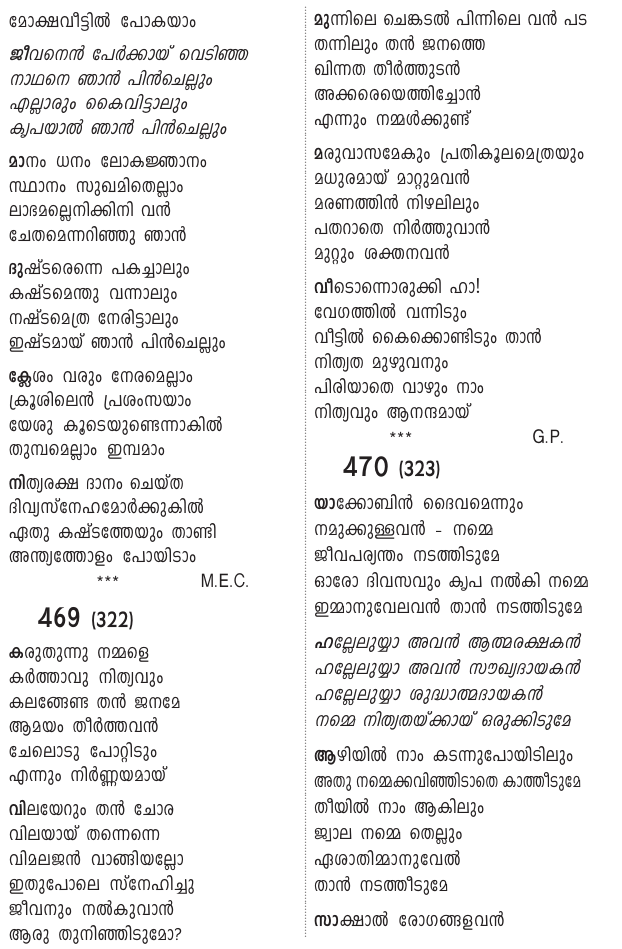 മോക്ഷവീട്ടിൽ പോകയാം
ജീവനെൻ പേർക്കായ് വെടിഞ്ഞ
നാഥനെ ഞാൻ പിൻചെല്ലും
എല്ലാരും കൈവിട്ടാലും
കൃപയാൽ ഞാൻ പിൻചെല്ലും
മാനം ധനം ലോകജ്ഞാനം
സ്ഥാനം സുഖമിതെല്ലാം
ലാഭമല്ലെനിക്കിനി വൻ
ചേതമെന്നറിഞ്ഞു ഞാൻ
ദുഷ്ടരെന്നെ പകച്ചാലും
കഷ്ടമെന്തു വന്നാലും
നഷ്ടമെത്ര നേരിട്ടാലും
ഇഷ്ടമായ് ഞാൻ പിൻചെല്ലും
ക്ലേശം വരും നേരമെല്ലാം
ക്രൂശിലെൻ പ്രശംസയാം
യേശു കൂടെയുണ്ടെന്നാകിൽ
തുമ്പമെല്ലാം ഇമ്പമാം
നിത്യരക്ഷ ദാനം ചെയ്ത
ദിവ്യസ്നേഹമോർക്കുകിൽ
ഏതു കഷ്ടത്തേയും താണ്ടി
അന്ത്യത്തോളം പോയിടാം
*** M.E.C.
469 (322)
കരുതുന്നു നമ്മളെ
കർത്താവു നിത്യവും
കലങ്ങേണ്ട തൻ ജനമേ
ആമയം തീർത്തവൻ
ചേലൊടു പോറ്റിടും
എന്നും നിർണ്ണയമായ്
വിലയേറും തൻ ചോര
വിലയായ് തന്നെന്നെ
വിമലജൻ വാങ്ങിയല്ലോ
ഇതുപോലെ സ്നേഹിച്ചു
ജീവനും നൽകുവാൻ
ആരു തുനിഞ്ഞിടുമോ?
മുന്നിലെ ചെങ്കടൽ പിന്നിലെ വൻ പട
തന്നിലും തൻ ജനത്തെ
ഖിന്നത തീർത്തുടൻ
അക്കരെയെത്തിച്ചോൻ
എന്നും നമ്മൾക്കുണ്ട്
മരുവാസമേകും പ്രതികൂലമെത്രയും
മധുരമായ് മാറ്റുമവൻ
മരണത്തിൻ നിഴലിലും
പതറാതെ നിർത്തുവാൻ
മുറ്റും ശക്തനവൻ
വീടൊന്നൊരുക്കി ഹാ!
വേഗത്തിൽ വന്നിടും
വീട്ടിൽ കൈക്കൊണ്ടിടും താൻ
നിത്യത മുഴുവനും
പിരിയാതെ വാഴും നാം
നിത്യവും ആനന്ദമായ്
*** G.P.
470 (323)
യാക്കോബിൻ ദൈവമെന്നും
നമുക്കുള്ളവൻ - നമ്മെ
ജീവപര്യന്തം നടത്തിടുമേ
ഓരോ ദിവസവും കൃപ നൽകി നമ്മെ
ഇമ്മാനുവേലവൻ താൻ നടത്തിടുമേ
ഹല്ലേലുയ്യാ അവൻ ആത്മരക്ഷകൻ
ഹല്ലേലുയ്യാ അവൻ സൗഖ്യദായകൻ
ഹല്ലേലുയ്യാ ശുദ്ധാത്മദായകൻ
നമ്മെ നിത്യതയ്ക്കായ് ഒരുക്കിടുമേ
ആഴിയിൽ നാം കടന്നുപോയിടിലും
അതു നമ്മെക്കവിഞ്ഞിടാതെ കാത്തീടുമേ
തീയിൽ നാം ആകിലും
ജ്വാല നമ്മെ തെല്ലും
ഏശാതിമ്മാനുവേൽ
താൻ നടത്തീടുമേ
സാക്ഷാൽ രോഗങ്ങളവൻ